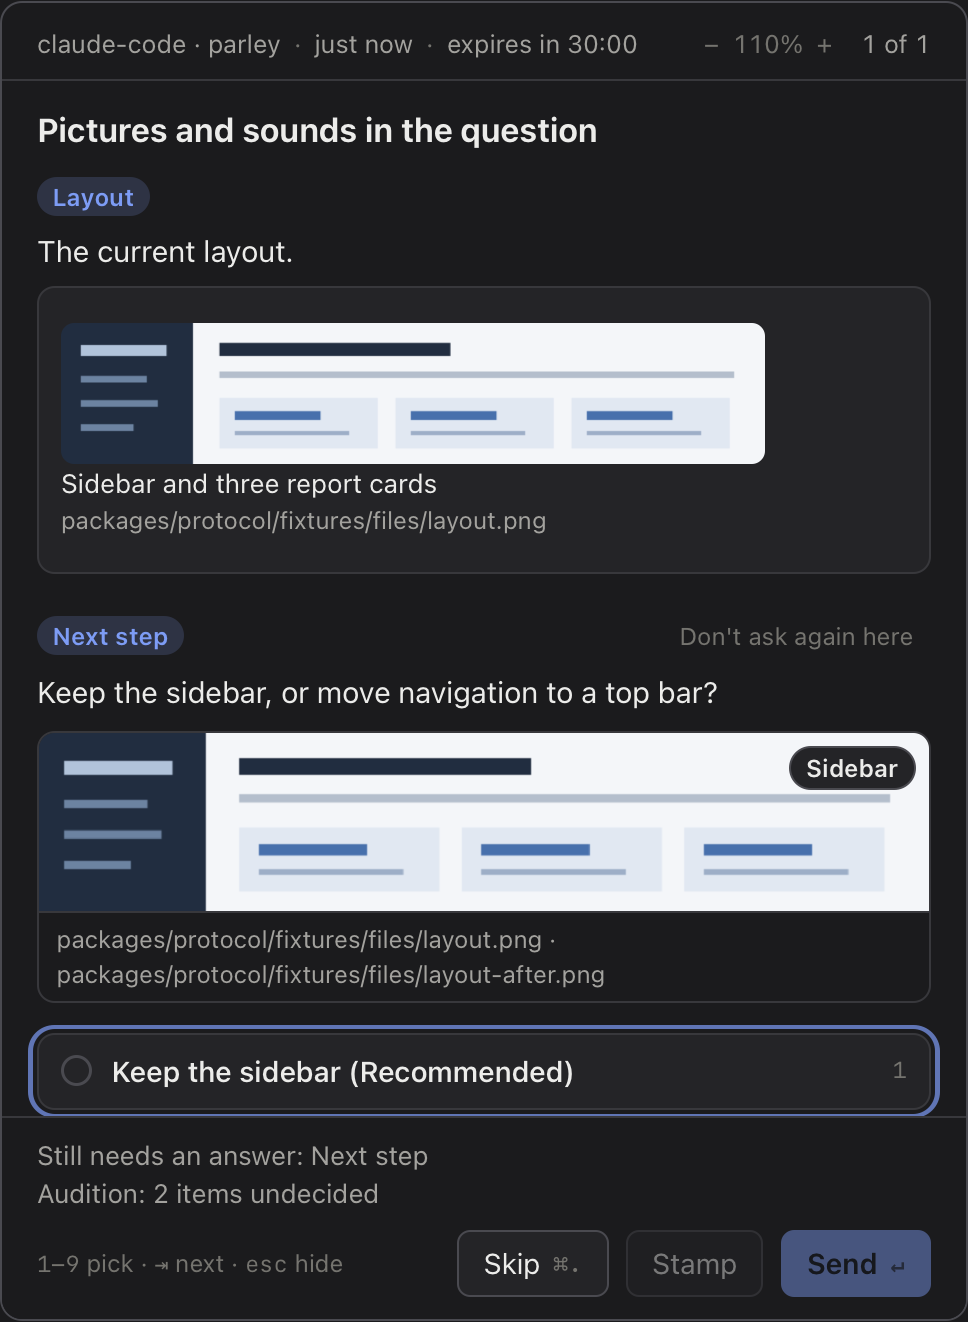 claude-code · parley · just now · expires in 30:00 − 110% + 1 of 1
Pictures and sounds in the question
Layout
The current layout.
Sidebar and three report cards
packages/protocol/fixtures/files/layout.png
Next step Don't ask again here
Keep the sidebar, or move navigation to a top bar?
Sidebar
packages/protocol/fixtures/files/layout.png ·
packages/protocol/fixtures/files/layout-after.png
Keep the sidebar (Recommended) 1
Still needs an answer: Next step
Audition: 2 items undecided
1–9 pick · ⇥ next · esc hide Skip ⌘. Stamp Send ↵